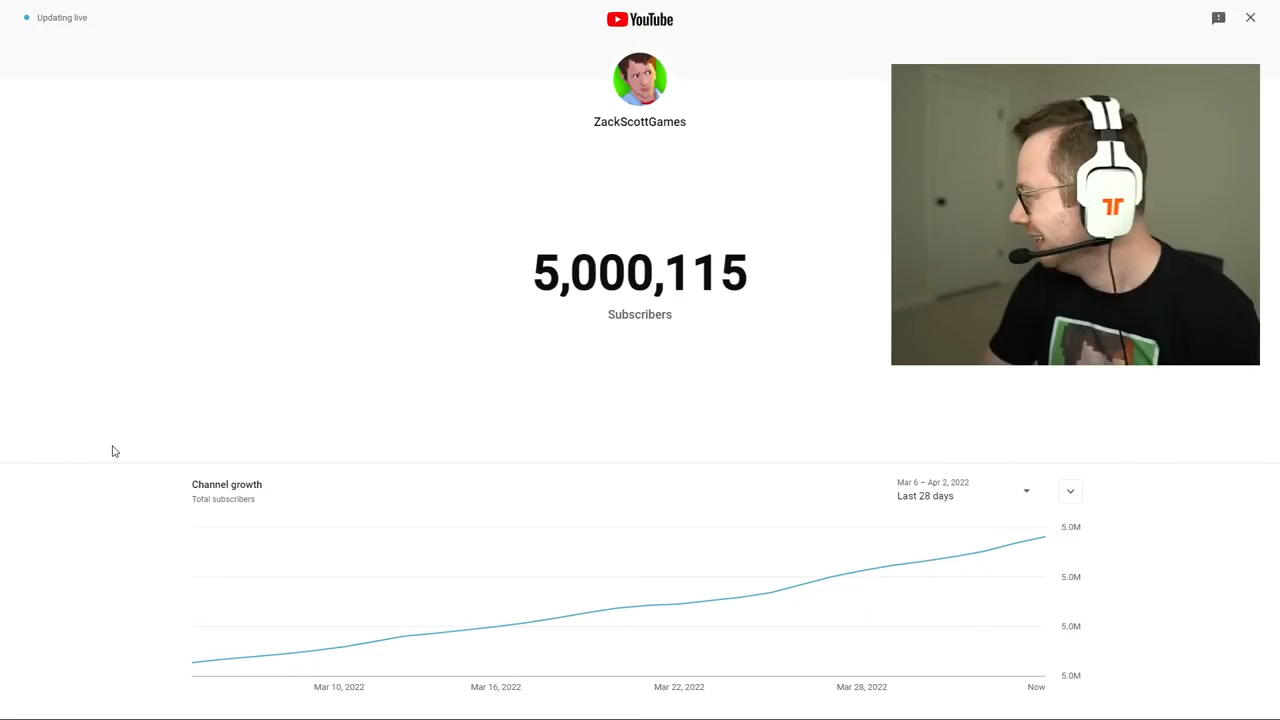 Updating live
YouTube
ZackScottGames
5,000,115
Subscribers
Channel growth
Total subscribers
Mar 6 – Apr 2, 2022
Last 28 days
5.0M
5.0M
5.0M
5.0M
Mar 10, 2022
Mar 16, 2022
Mar 22, 2022
Mar 28, 2022
Now